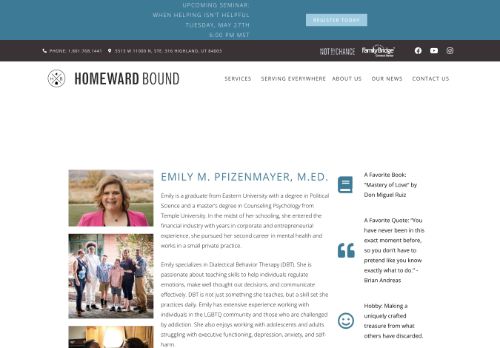 UPCOMING SEMINAR:
WHEN HELPING ISN'T HELPFUL
TUESDAY, MAY 27TH
6:00 PM MST
REGISTER TODAY
PHONE: 1.801.768.1441
5513 W 11000 N, STE. 316 HIGHLAND, UT 84003
NOTBYCHANCE
FamilyBridge
HOMEWARD BOUND
SERVICES
SERVING EVERYWHERE
ABOUT US
OUR NEWS
CONTACT US
EMILY M. PFIZENMAYER, M.ED.
Emily is a graduate from Eastern University with a degree in Political
Science and a master's degree in Counseling Psychology from
Temple University. In the midst of her schooling, she entered the
financial industry with years in corporate and entrepreneurial
experience, she pursued her second career in mental health and
works in a small private practice.
Emily specializes in Dialectical Behavior Therapy (DBT). She is
passionate about teaching skills to help individuals regulate
emotions, make well thought out decisions, and communicate
effectively. DBT is not just something she teaches, but a skill set she
practices daily. Emily has extensive experience working with
individuals in the LGBTQ community and those who are challenged
by addiction. She also enjoys working with adolescents and adults
struggling with executive functioning, depression, anxiety, and self-
harm.
A Favorite Book:
"Mastery of Love" by
Don Miguel Ruiz
A Favorite Quote: "You
have never been in this
exact moment before,
so you don't have to
pretend like you know
exactly what to do." –
Brian Andreas
Hobby: Making a
uniquely crafted
treasure from what
others have discarded.